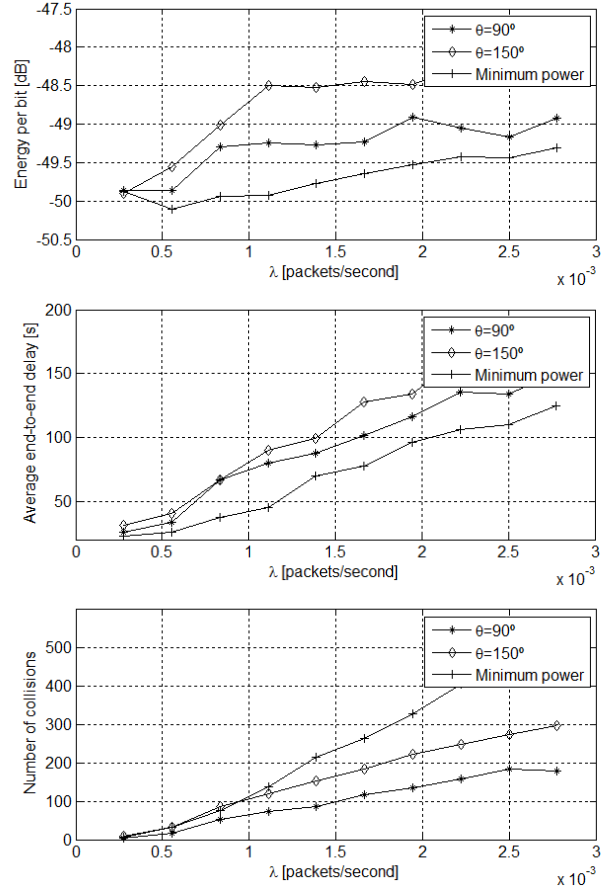 -47.5
-48
-48.5
-49
-49.5
-50
-50.5
Energy per bit [dB]
θ=90º
θ=150º
Minimum power
0 0.5 1 1.5 2 2.5 3
λ [packets/second]
x 10⁻³
200
150
100
50
Average end-to-end delay [s]
θ=90º
θ=150º
Minimum power
0 0.5 1 1.5 2 2.5 3
λ [packets/second]
x 10⁻³
500
400
300
200
100
0
Number of collisions
θ=90º
θ=150º
Minimum power
0 0.5 1 1.5 2 2.5 3
λ [packets/second]
x 10⁻³